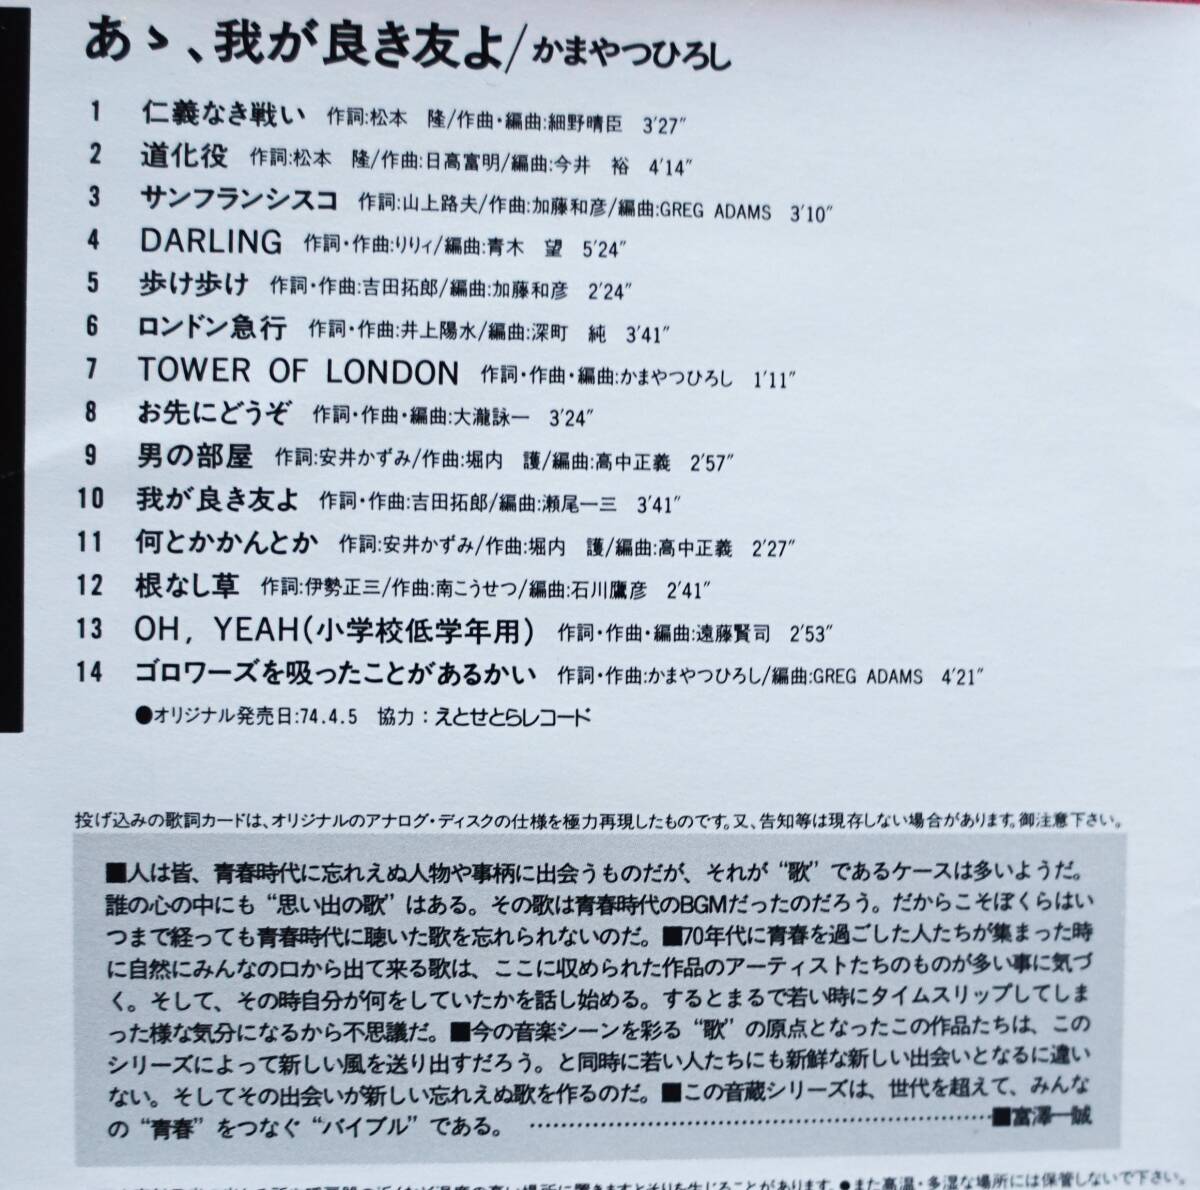 あゝ、我が良き友よ/かまやつひろし
1 仁義なき戦い 作詞:松本 隆/作曲・編曲:細野晴臣 3′27″
2 道化役 作詞:松本 隆/作曲:日高富明/編曲:今井 裕 4′14″
3 サンフランシスコ 作詞:山上路夫/作曲:加藤和彦/編曲:GREG ADAMS 3′10″
4 DARLING 作詞・作曲:りりィ/編曲:青木 望 5′24″
5 歩け歩け 作詞・作曲:吉田拓郎/編曲:加藤和彦 2′24″
6 ロンドン急行 作詞・作曲:井上陽水/編曲:深町 純 3′41″
7 TOWER OF LONDON 作詞・作曲・編曲:かまやつひろし 1′11″
8 お先にどうぞ 作詞・作曲・編曲:大瀧詠一 3′24″
9 男の部屋 作詞:安井かずみ/作曲:堀内 護/編曲:高中正義 2′57″
10 我が良き友よ 作詞・作曲:吉田拓郎/編曲:瀬尾一三 3′41″
11 何とかかんとか 作詞:安井かずみ/作曲:堀内 護/編曲:高中正義 2′27″
12 根なし草 作詞:伊勢正三/作曲:南こうせつ/編曲:石川鷹彦 2′41″
13 OH, YEAH(小学校低学年用) 作詞・作曲・編曲:遠藤賢司 2′53″
14 ゴロワーズを吸ったことがあるかい 作詞・作曲:かまやつひろし/編曲:GREG ADAMS 4′21″
●オリジナル発売日:74.4.5 協力：えとせとらレコード
投げ込みの歌詞カードは、オリジナルのアナログ・ディスクの仕様を極力再現したものです。又、告知等は現存しない場合があります。御注意下さい。
■人は皆、青春時代に忘れえぬ人物や事柄に出会うものだが、それが“歌”であるケースは多いようだ。
誰の心の中にも“思い出の歌”はある。その歌は青春時代のBGMだったのだろう。だからこそぼくらはい
つまで経っても青春時代に聴いた歌を忘れられないのだ。■70年代に青春を過ごした人たちが集まった時
に自然にみんなの口から出て来る歌は、ここに収められた作品のアーティストたちのものが多い事に気づ
く。そして、その時自分が何をしていたかを話し始める。するとまるで若い時にタイムスリップしてしま
った様な気分になるから不思議だ。■今の音楽シーンを彩る“歌”の原点となったこの作品たちは、この
シリーズによって新しい風を送り出すだろう。と同時に若い人たちにも新鮮な新しい出会いとなるに違い
ない。そしてその出会いが新しい忘れえぬ歌を作るのだ。■この音蔵シリーズは、世代を超えて、みんな
の“青春”をつなぐ“バイブル”である。 ……………………………………………■富澤一誠
を生じることがあります。●また高温・多湿な場所には保管しないで下さい。